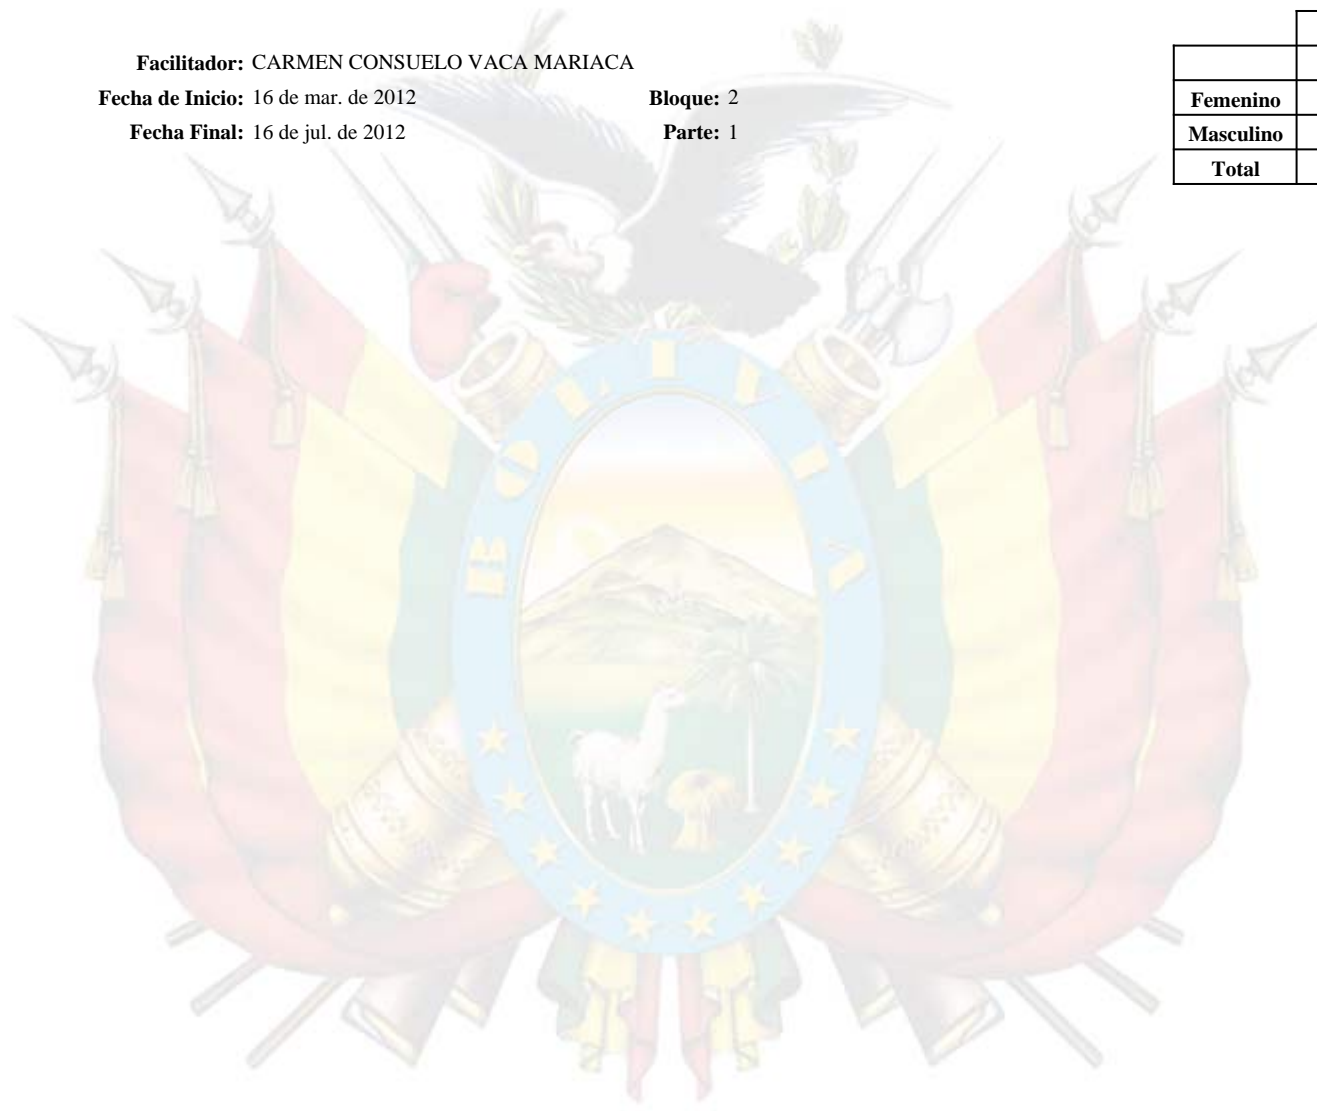 Facilitador: CARMEN CONSUELO VACA MARIACA
Fecha de Inicio: 16 de mar. de 2012 Bloque: 2
Fecha Final: 16 de jul. de 2012 Parte: 1
Femenino
Masculino
Total
BOLIVIA